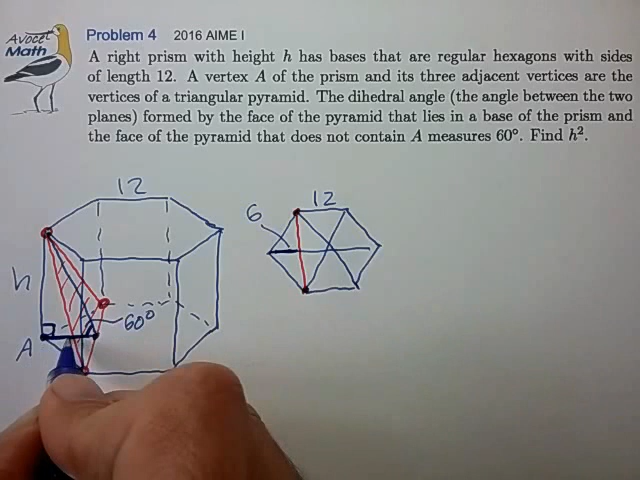 Avocet
Math
Problem 4 2016 AIME I
A right prism with height h has bases that are regular hexagons with sides
of length 12. A vertex A of the prism and its three adjacent vertices are the
vertices of a triangular pyramid. The dihedral angle (the angle between the two
planes) formed by the face of the pyramid that lies in a base of the prism and
the face of the pyramid that does not contain A measures 60°. Find h².
12
12
6
h
60°
A